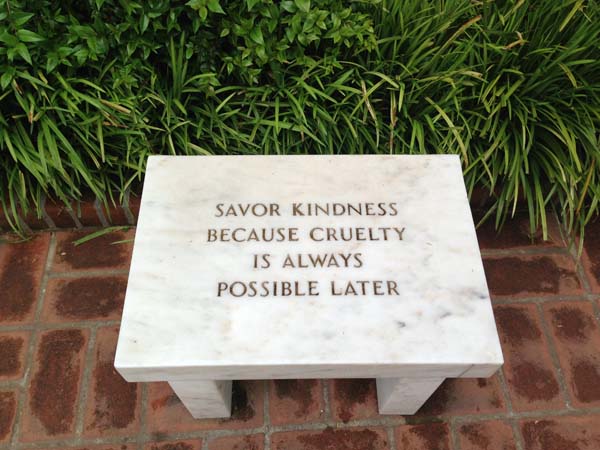 SAVOR KINDNESS
BECAUSE CRUELTY
IS ALWAYS
POSSIBLE LATER